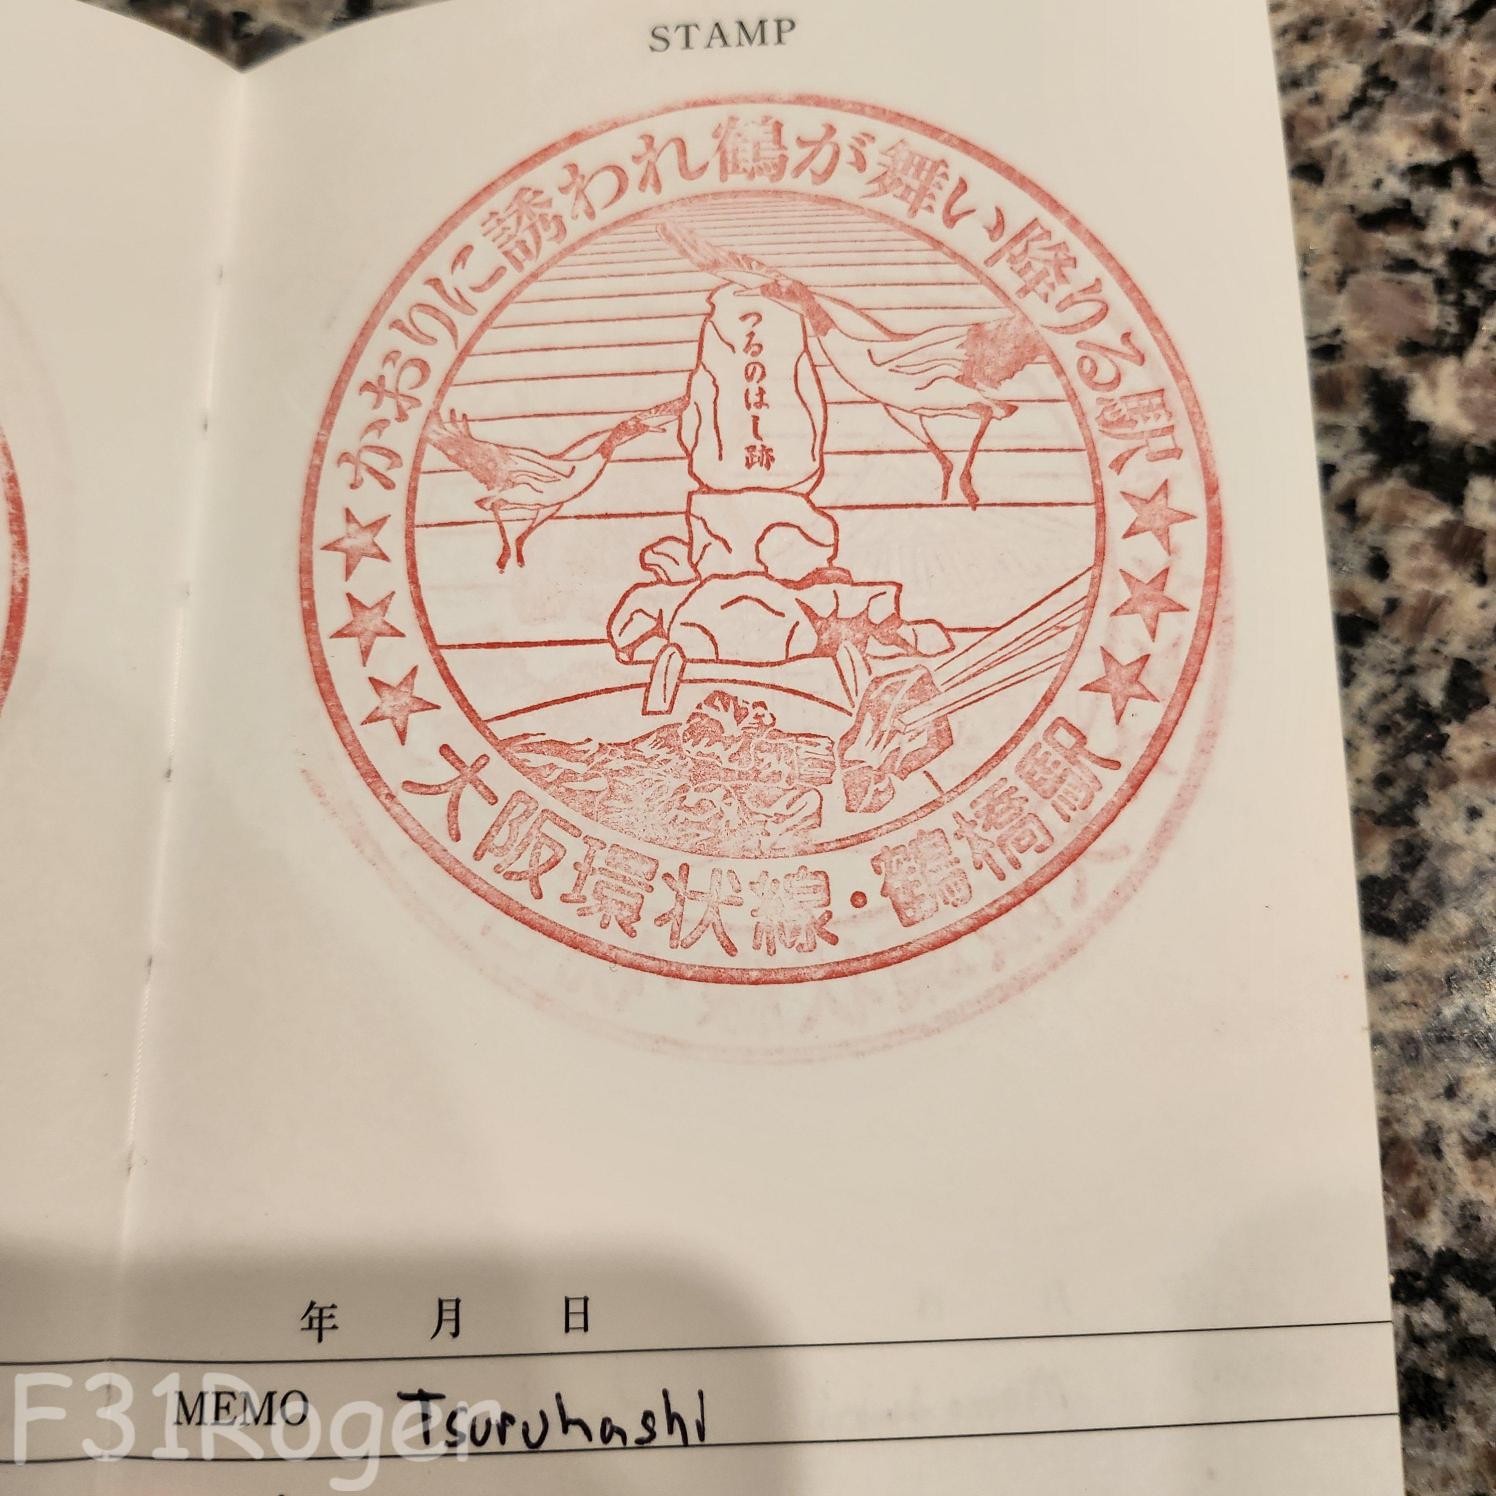 STAMP
かおりに誘われ鶴が舞い降りる駅
つるのはし跡
大阪環状線・鶴橋駅
年 月 日
MEMO Tsuruhashi
F31Roger